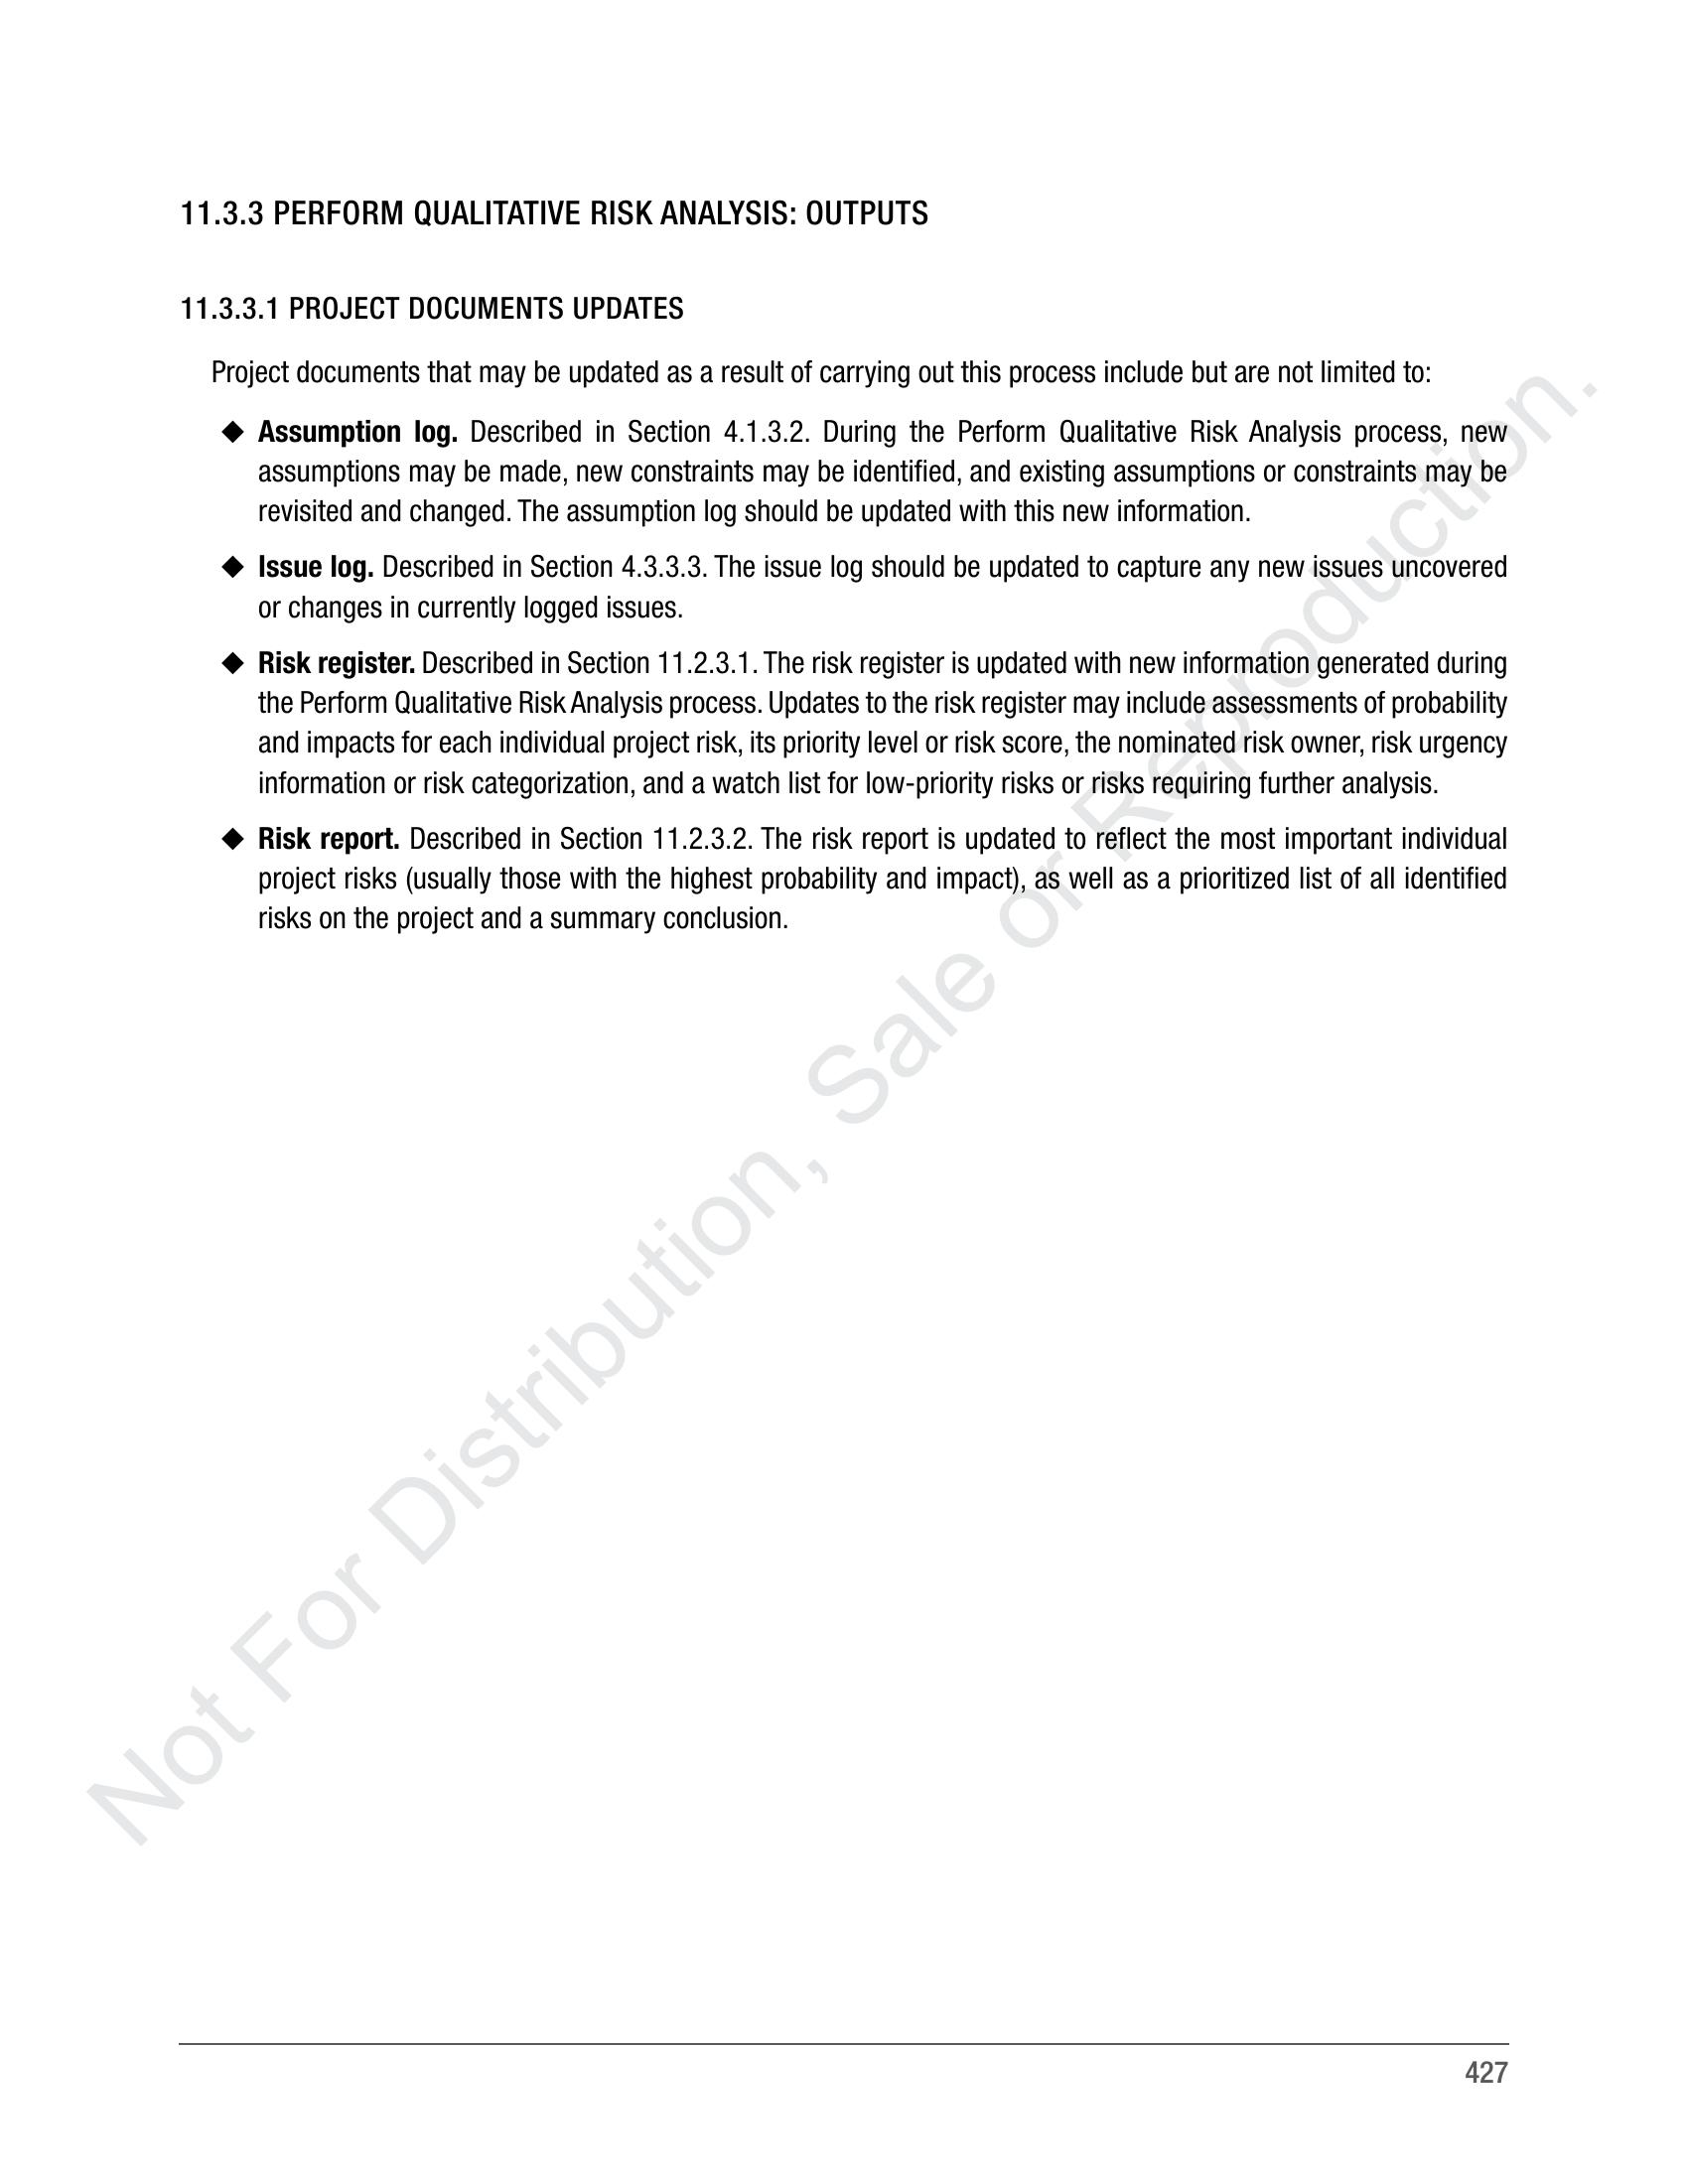 11.3.3 PERFORM QUALITATIVE RISK ANALYSIS: OUTPUTS
11.3.3.1 PROJECT DOCUMENTS UPDATES
Project documents that may be updated as a result of carrying out this process include but are not limited to:
◆ Assumption log. Described in Section 4.1.3.2. During the Perform Qualitative Risk Analysis process, new
assumptions may be made, new constraints may be identified, and existing assumptions or constraints may be
revisited and changed. The assumption log should be updated with this new information.
◆ Issue log. Described in Section 4.3.3.3. The issue log should be updated to capture any new issues uncovered
or changes in currently logged issues.
◆ Risk register. Described in Section 11.2.3.1. The risk register is updated with new information generated during
the Perform Qualitative Risk Analysis process. Updates to the risk register may include assessments of probability
and impacts for each individual project risk, its priority level or risk score, the nominated risk owner, risk urgency
information or risk categorization, and a watch list for low-priority risks or risks requiring further analysis.
◆ Risk report. Described in Section 11.2.3.2. The risk report is updated to reflect the most important individual
project risks (usually those with the highest probability and impact), as well as a prioritized list of all identified
risks on the project and a summary conclusion.
Not For Distribution, Sale or Reproduction.
427